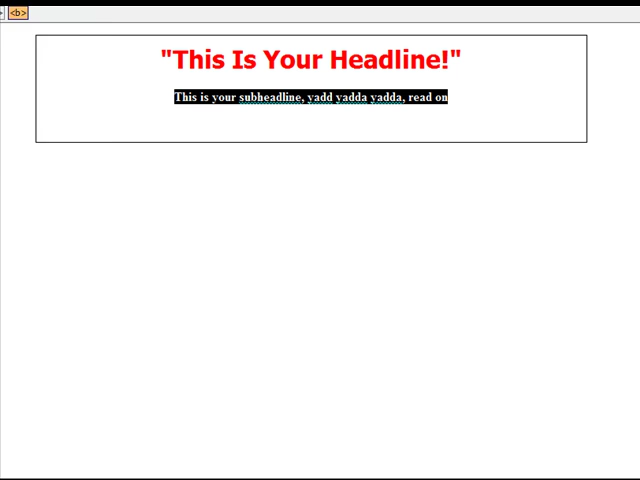 <b>
"This Is Your Headline!"
This is your subheadline, yadd yadda yadda, read on